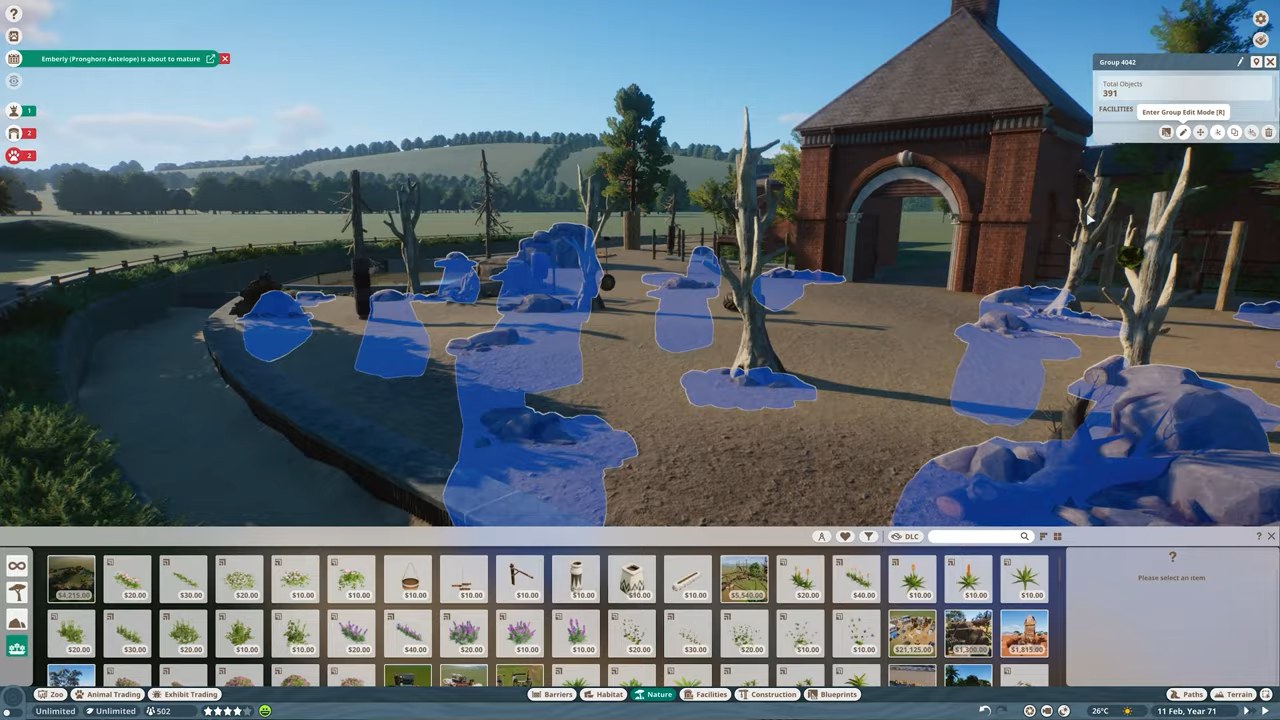 ?
Emberly (Pronghorn Antelope) is about to mature
1
2
2
Group 4042
Total Objects
391
FACILITIES
Enter Group Edit Mode [R]
DLC
?
$4,215.00 $20.00 $30.00 $20.00 $10.00 $10.00 $10.00 $10.00 $10.00 $10.00 $10.00 $10.00 $5,540.00 $20.00 $40.00 $10.00 $10.00 $10.00
$20.00 $30.00 $20.00 $10.00 $10.00 $20.00 $40.00 $20.00 $10.00 $10.00 $20.00 $30.00 $20.00 $10.00 $10.00 $21,125.00 $1,300.00 $1,815.00
?
Please select an item
Zoo Animal Trading Exhibit Trading Barriers Habitat Nature Facilities Construction Blueprints Paths Terrain
Unlimited Unlimited 502 26°C 11 Feb, Year 71